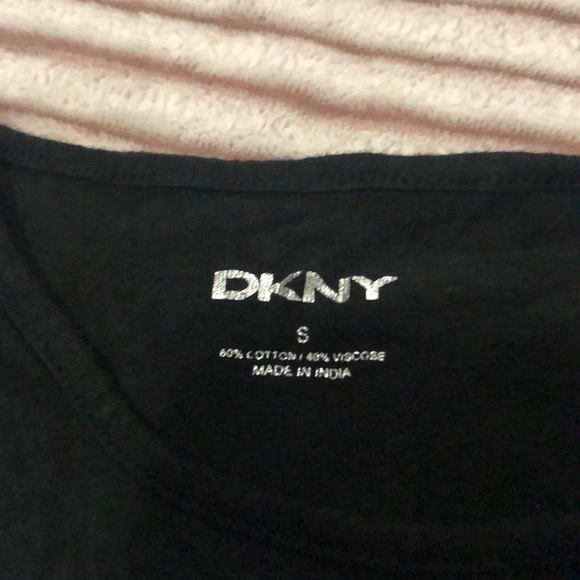 DKNY
S
60% COTTON / 40% VISCOSE
MADE IN INDIA